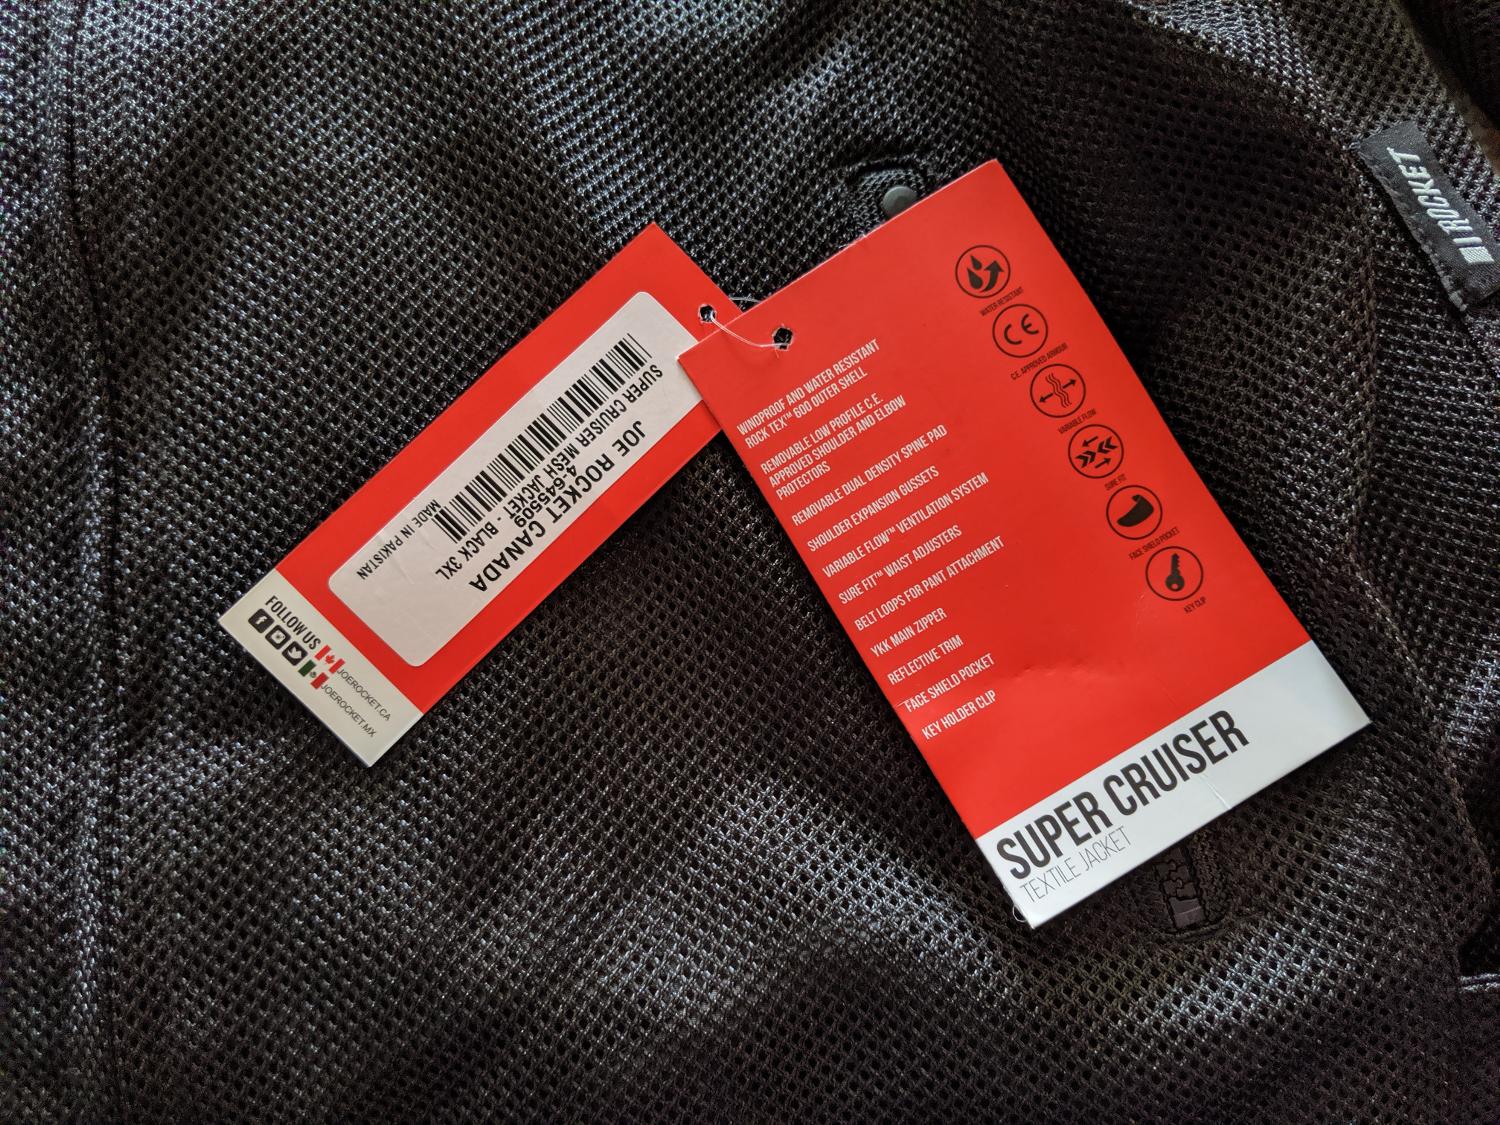 SUPER CRUISER MESH JACKET - BLACK 3XL
JOE ROCKET CANADA
4-645509
MADE IN PAKISTAN
FOLLOW US
JOEROCKET.CA
JOEROCKET.MX
WINDPROOF AND WATER RESISTANT
ROCK TEX™ 600 OUTER SHELL
REMOVABLE LOW PROFILE C.E.
APPROVED SHOULDER AND ELBOW
PROTECTORS
REMOVABLE DUAL DENSITY SPINE PAD
SHOULDER EXPANSION GUSSETS
VARIABLE FLOW™ VENTILATION SYSTEM
SURE FIT™ WAIST ADJUSTERS
BELT LOOPS FOR PANT ATTACHMENT
YKK MAIN ZIPPER
REFLECTIVE TRIM
FACE SHIELD POCKET
KEY HOLDER CLIP
WATER RESISTANT
CE
C.E. APPROVED ARMOUR
VARIABLE FLOW
SURE FIT
FACE SHIELD POCKET
KEY CLIP
SUPER CRUISER
TEXTILE JACKET
ROCKET